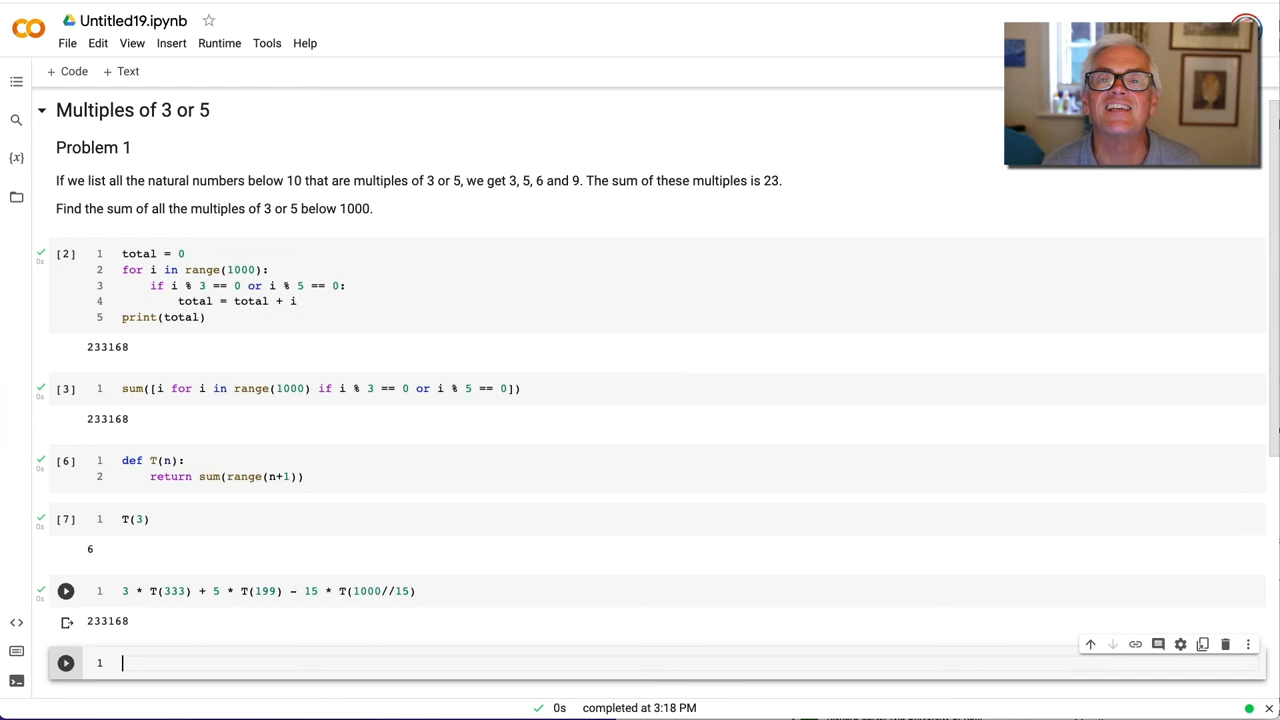 Untitled19.ipynb
File Edit View Insert Runtime Tools Help
+ Code + Text
Multiples of 3 or 5
Problem 1
If we list all the natural numbers below 10 that are multiples of 3 or 5, we get 3, 5, 6 and 9. The sum of these multiples is 23.
Find the sum of all the multiples of 3 or 5 below 1000.
[2] 1 total = 0
0s 2 for i in range(1000):
3 if i % 3 == 0 or i % 5 == 0:
4 total = total + i
5 print(total)
233168
[3] 1 sum([i for i in range(1000) if i % 3 == 0 or i % 5 == 0])
0s
233168
[6] 1 def T(n):
0s 2 return sum(range(n+1))
[7] 1 T(3)
0s
6
1 3 * T(333) + 5 * T(199) - 15 * T(1000//15)
0s
233168
1
0s completed at 3:18 PM